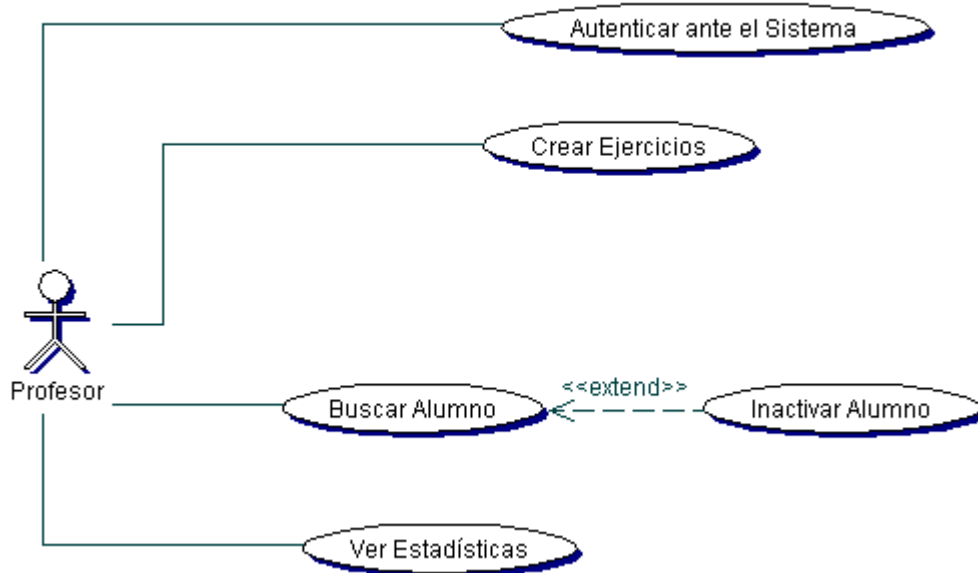 Autenticar ante el Sistema
Crear Ejercicios
Profesor
<<extend>>
Buscar Alumno
Inactivar Alumno
Ver Estadísticas